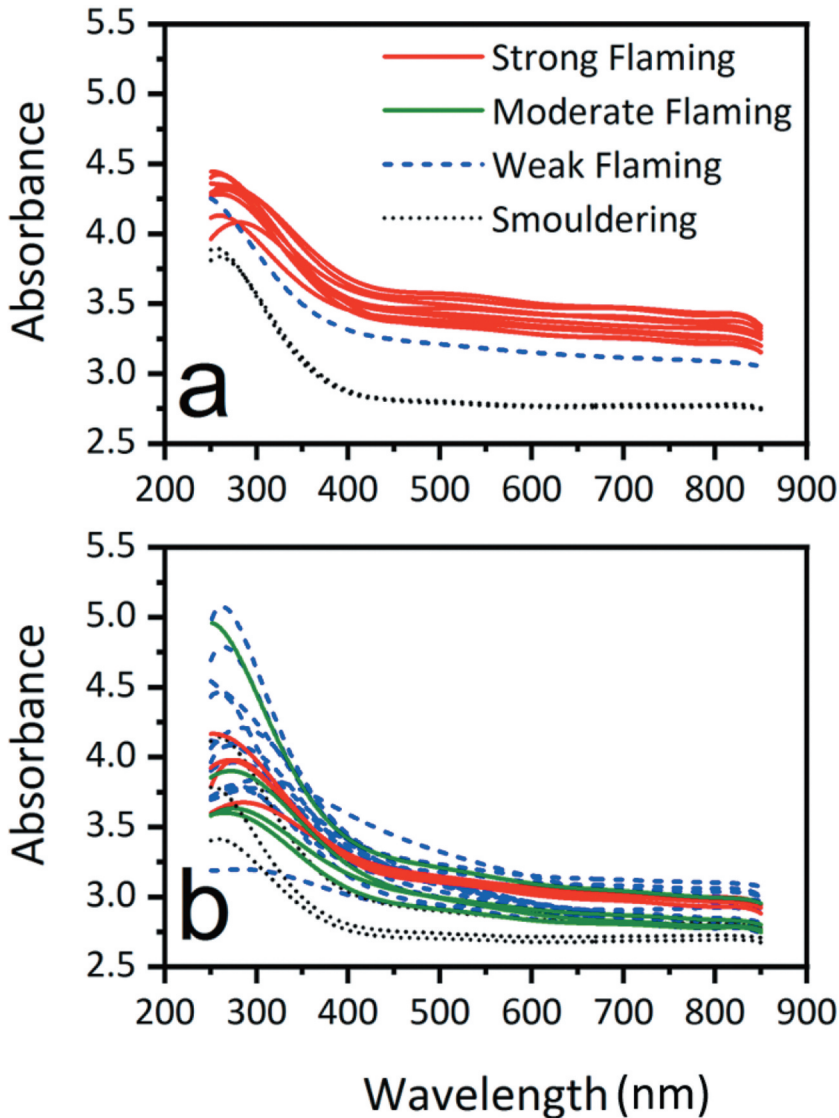 5.5
5.0
4.5
4.0
3.5
3.0
2.5
Absorbance
Strong Flaming
Moderate Flaming
Weak Flaming
Smouldering
a
200 300 400 500 600 700 800 900
5.5
5.0
4.5
4.0
3.5
3.0
2.5
Absorbance
b
200 300 400 500 600 700 800 900
Wavelength (nm)